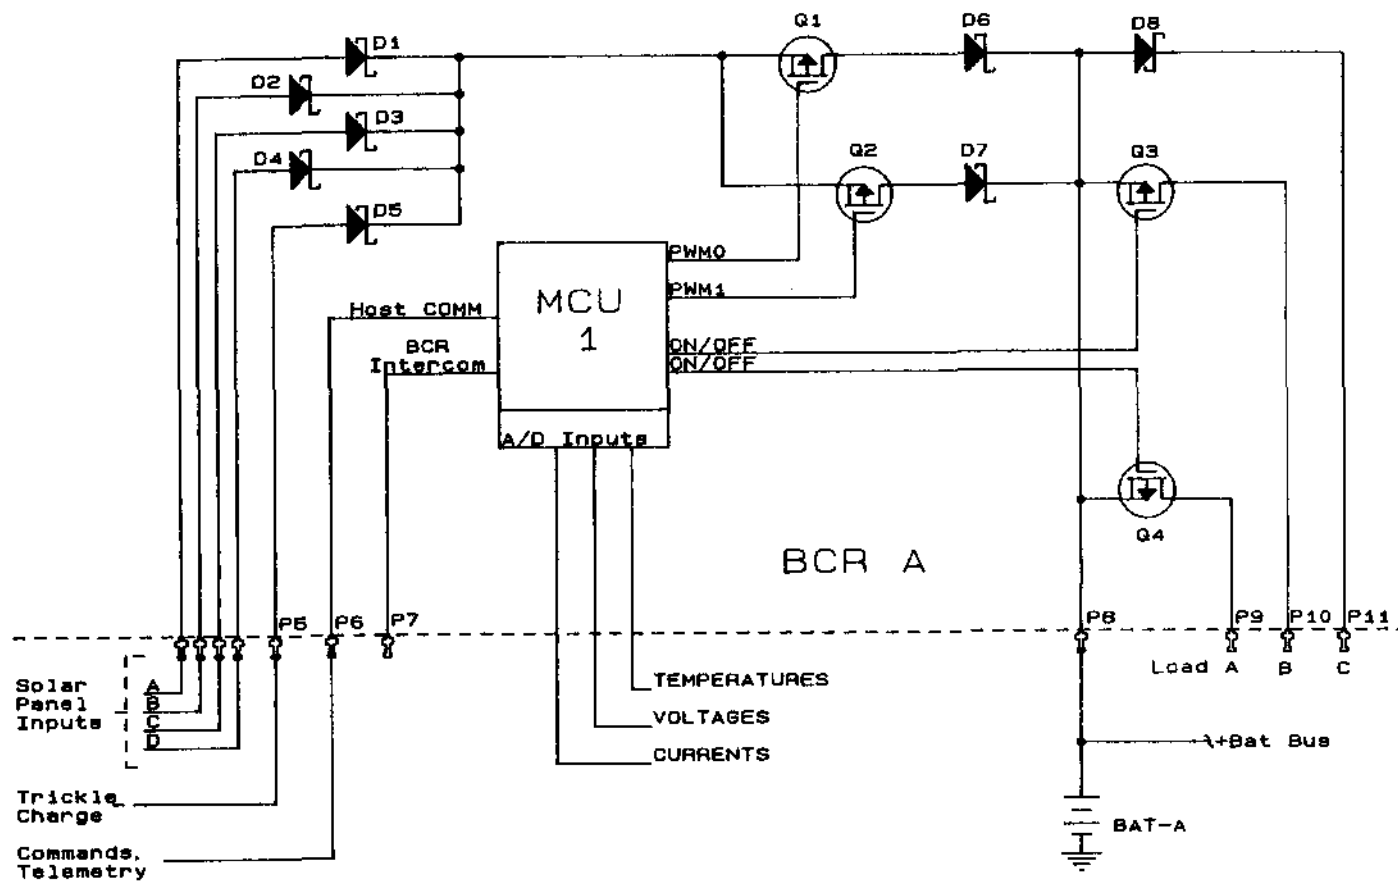 Q1
D6
D8
D1
D2
D3
D4
D5
Q2
D7
Q3
PWM0
PWM1
MCU
1
Host COMM
BCR
Intercom
ON/OFF
ON/OFF
A/D Inputs
Q4
BCR A
P5
P6
P7
P8
P9
P10
P11
Load A B C
Solar
Panel
Inputs
A
B
C
D
TEMPERATURES
VOLTAGES
CURRENTS
+Bat Bus
Trickle
Charge
BAT-A
Commands,
Telemetry